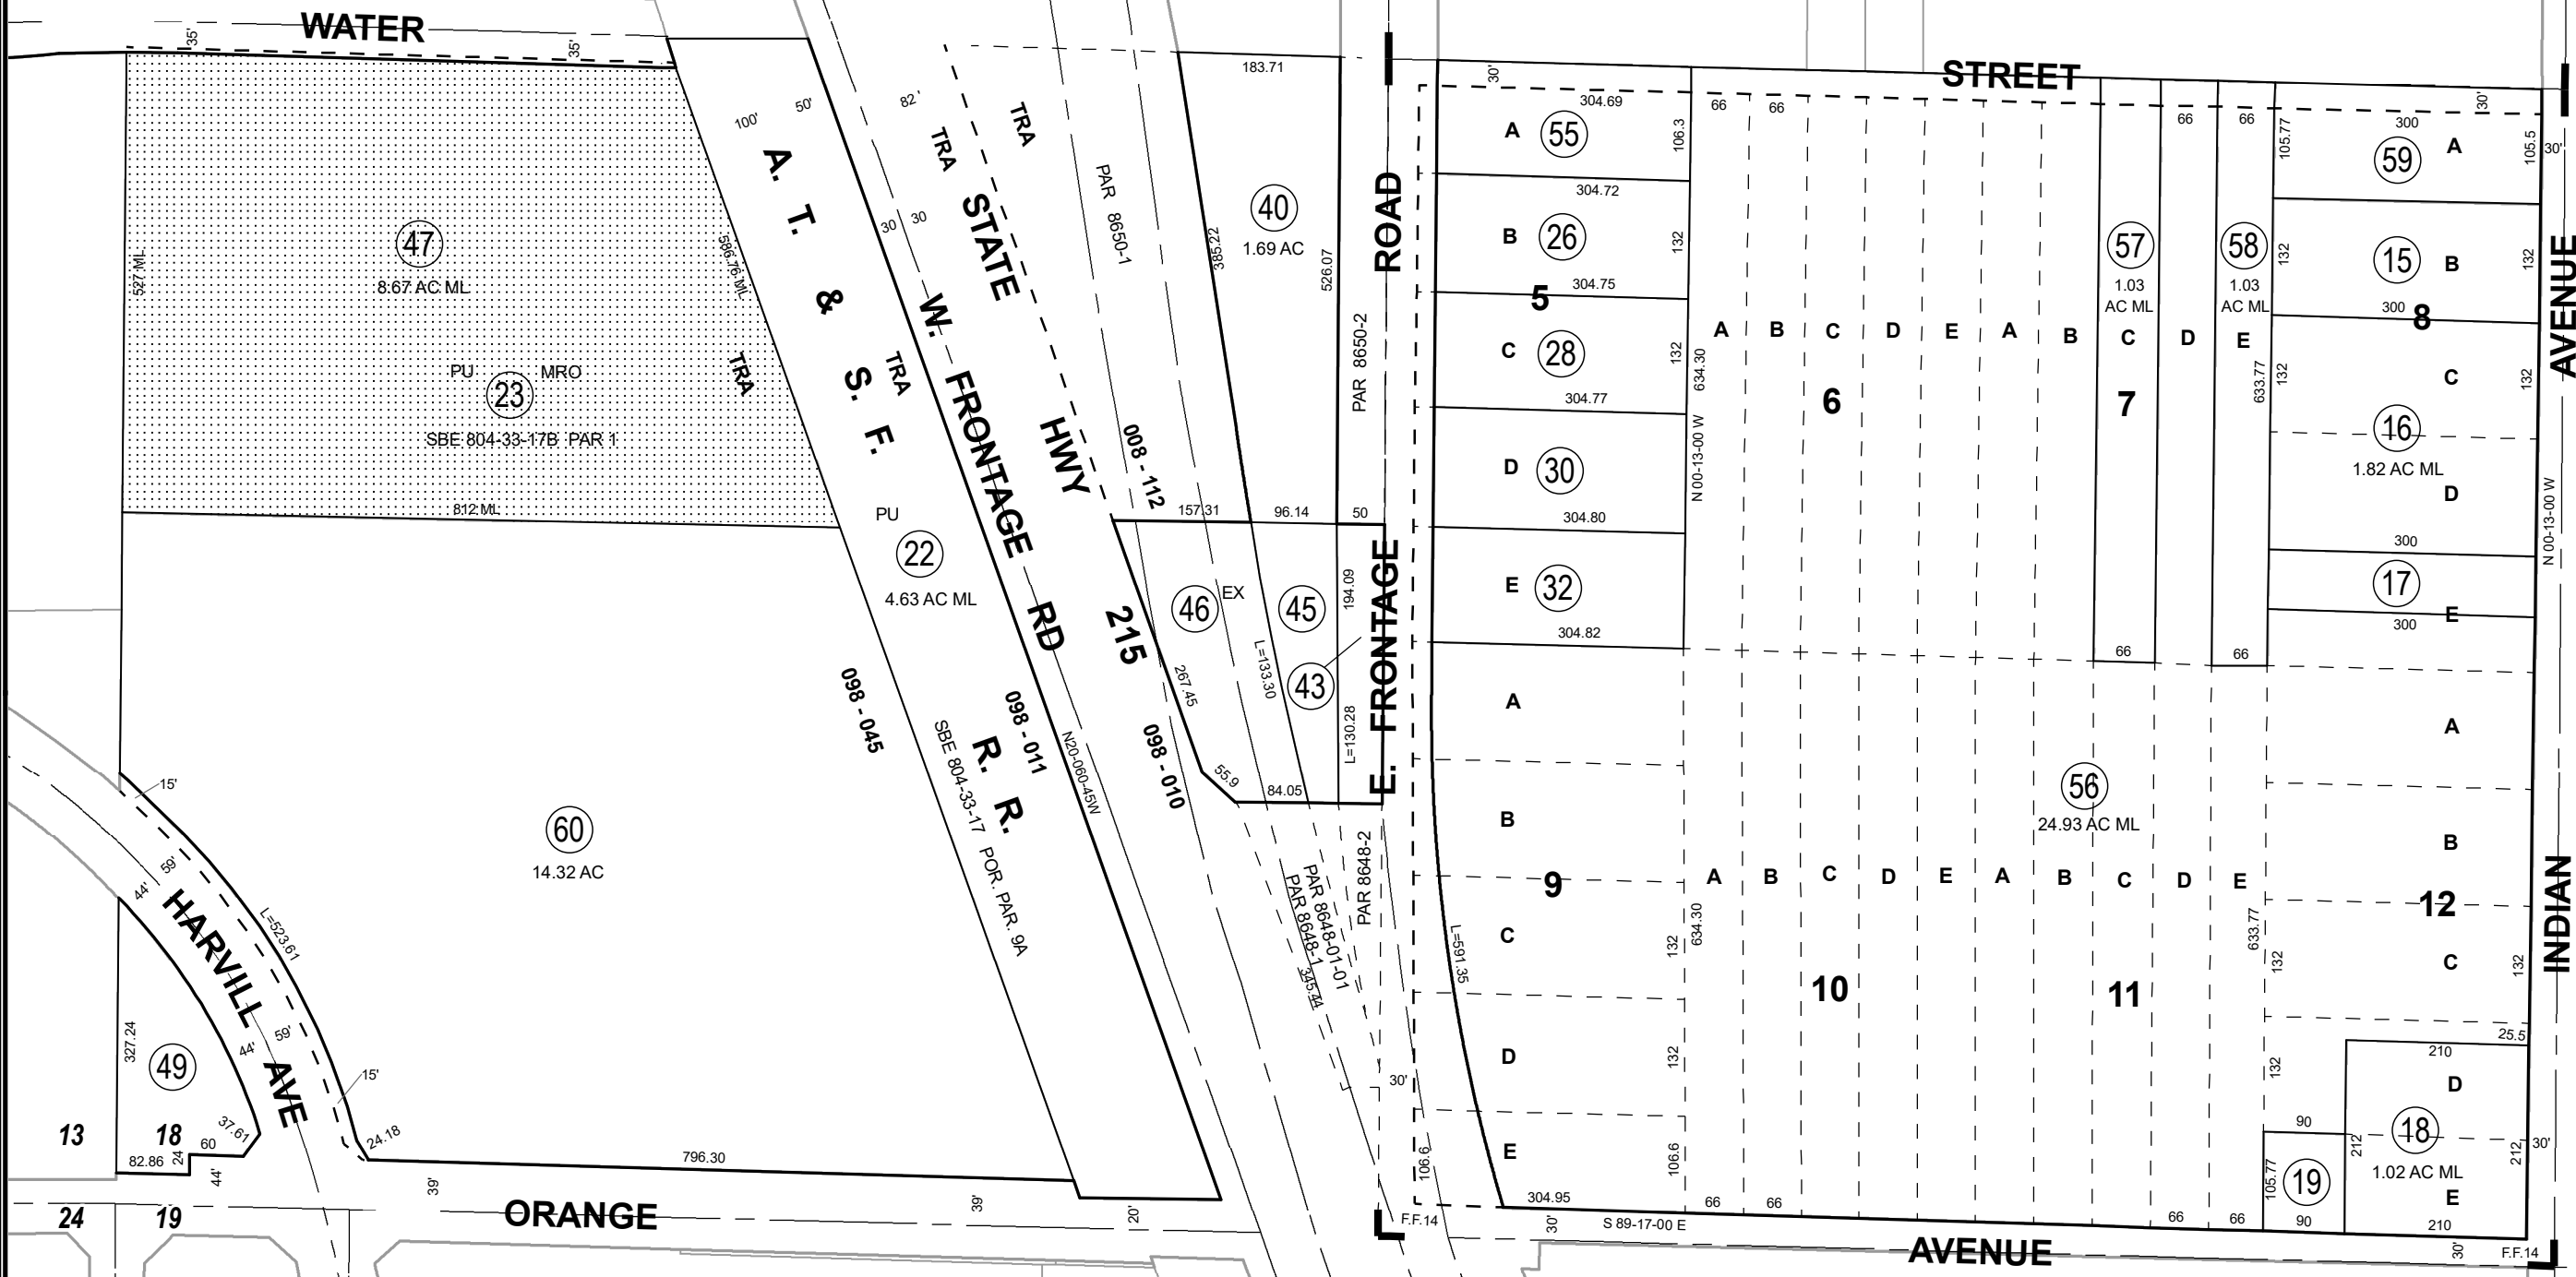 WATER
STREET
35'
35'
47
8.67 AC ML
527 ML
586.76 ML
PU
MRO
23
SBE 804-33-17B PAR 1
812 ML
TRA
100'
50'
82'
TRA
TRA
A. T. & S. F.
R. R.
30
30
W. FRONTAGE RD
TRA
STATE
HWY
215
PAR 8650-1
008 - 112
183.71
40
1.69 AC
385.22
526.07
PAR 8650-2
E. FRONTAGE ROAD
157.31
96.14
50
46
EX
45
194.09
43
L=133.30
L=130.28
267.45
55.9
84.05
PU
22
4.63 AC ML
098 - 045
098 - 011
098 - 010
N20-060-45W
SBE 804-33-17 POR. PAR. 9A
PAR 8648-2
PAR 8648-01-01
PAR 8648-1
345.44
60
14.32 AC
15'
59'
44'
HARVILL AVE
L=523.61
59'
44'
15'
327.24
49
13
18
60
37.61
82.86
24
44'
24.18
796.30
24
19
39'
ORANGE
39'
20'
30'
304.69
A
55
106.3
304.72
B
26
132
304.75
5
C
28
132
304.77
D
30
304.80
E
32
304.82
66
66
634.30
N 00-13-00 W
A B C D E A B C D E
6
7
57
1.03
AC ML
66
66
58
1.03
AC ML
633.77
66
66
30'
300
105.77
59
A
105.5
30'
132
15
B
132
300
8
132
C
132
16
1.82 AC ML
D
300
17
E
300
N 00-13-00 W
INDIAN AVENUE
A
B
9
C
132
D
132
E
106.6
L=591.35
30'
106.6
304.95
F.F.14
30'
S 89-17-00 E
66
66
634.30
56
24.93 AC ML
A B C D E A B C D E
10
11
633.77
66
66
A
B
12
C
132
132
132
25.5
210
D
212
18
212
30'
1.02 AC ML
E
210
90
105.77
19
90
AVENUE
30'
F.F.14